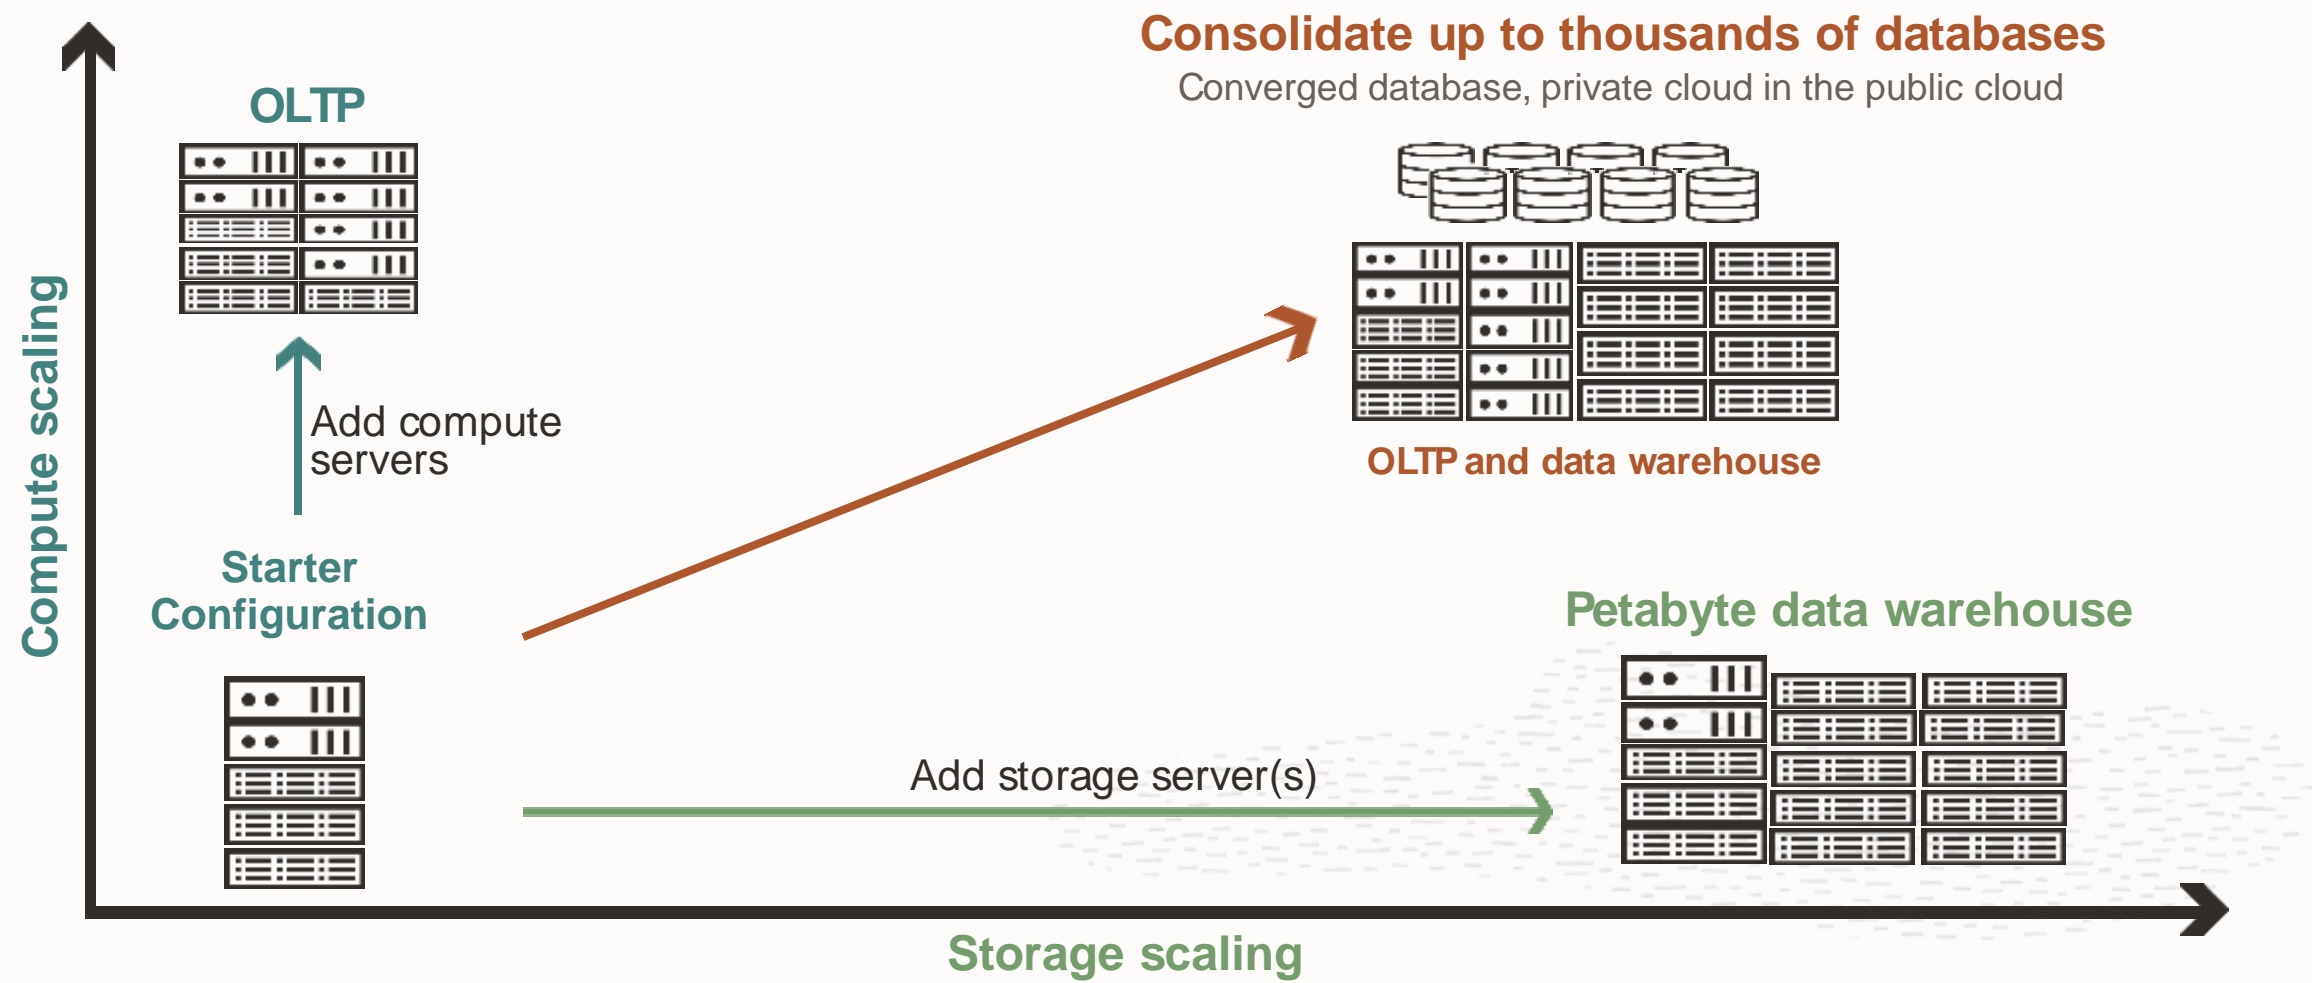 Consolidate up to thousands of databases
Converged database, private cloud in the public cloud
OLTP
Compute scaling
Add compute
servers
OLTP and data warehouse
Starter
Configuration
Petabyte data warehouse
Add storage server(s)
Storage scaling